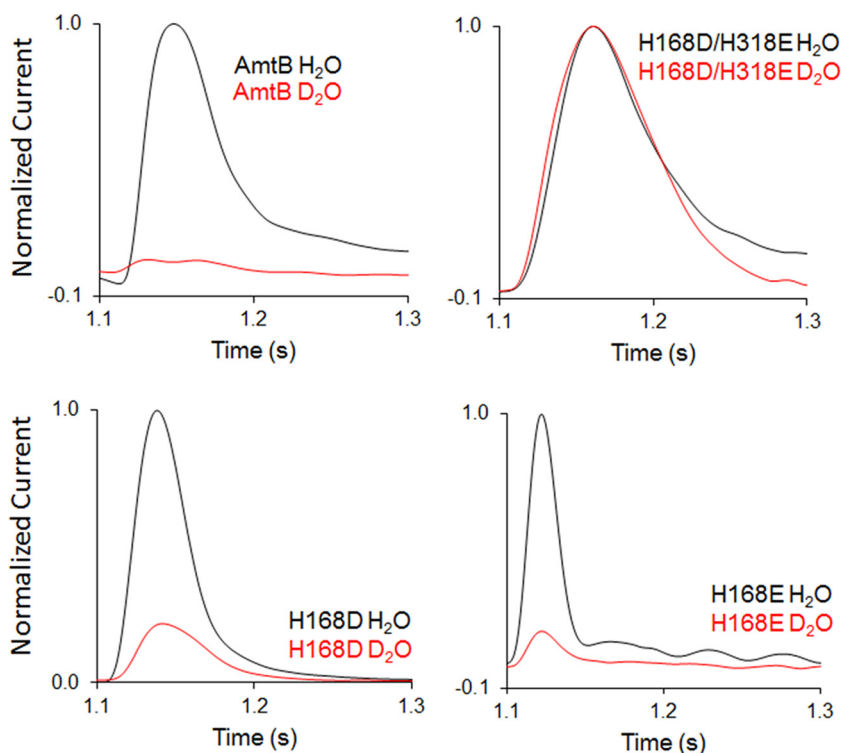 Normalized Current
1.0
-0.1
AmtB H₂O
AmtB D₂O
1.1
1.2
1.3
Time (s)
1.0
-0.1
H168D/H318E H₂O
H168D/H318E D₂O
1.1
1.2
1.3
Time (s)
Normalized Current
1.0
0.0
H168D H₂O
H168D D₂O
1.1
1.2
1.3
Time (s)
1.0
-0.1
H168E H₂O
H168E D₂O
1.1
1.2
1.3
Time (s)